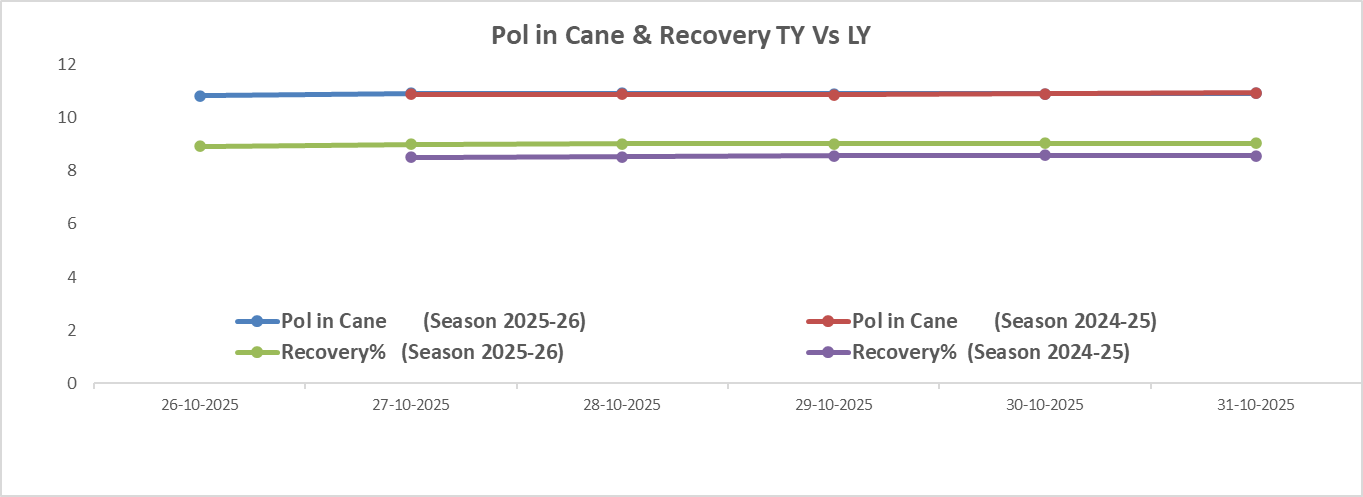 Pol in Cane & Recovery TY Vs LY
12
10
8
6
4
2
0
Pol in Cane (Season 2025-26)
Pol in Cane (Season 2024-25)
Recovery% (Season 2025-26)
Recovery% (Season 2024-25)
26-10-2025 27-10-2025 28-10-2025 29-10-2025 30-10-2025 31-10-2025